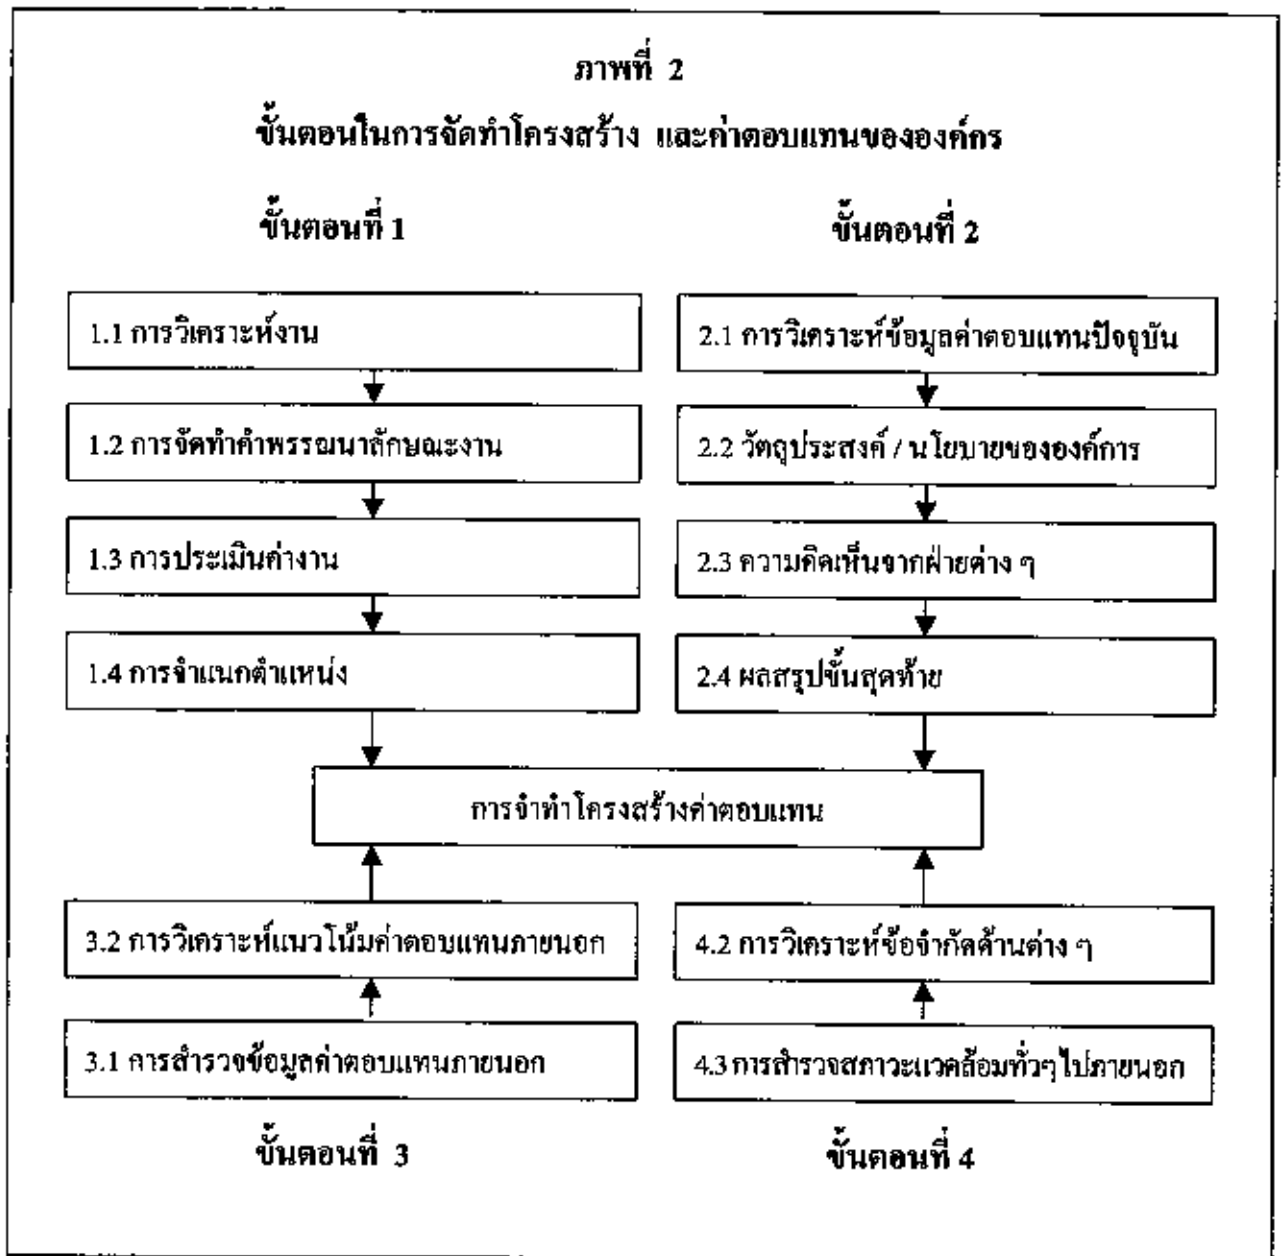 ภาพที่ 2
ขั้นตอนในการจัดทำโครงสร้าง และค่าตอบแทนขององค์กร
ขั้นตอนที่ 1
ขั้นตอนที่ 2
1.1 การวิเคราะห์งาน
1.2 การจัดทำคำพรรณนาลักษณะงาน
1.3 การประเมินค่างาน
1.4 การจำแนกตำแหน่ง
2.1 การวิเคราะห์ข้อมูลค่าตอบแทนปัจจุบัน
2.2 วัตถุประสงค์ / นโยบายขององค์การ
2.3 ความคิดเห็นจากฝ่ายต่าง ๆ
2.4 ผลสรุปขั้นสุดท้าย
การจำทำโครงสร้างค่าตอบแทน
3.2 การวิเคราะห์แนวโน้มค่าตอบแทนภายนอก
3.1 การสำรวจข้อมูลค่าตอบแทนภายนอก
ขั้นตอนที่ 3
4.2 การวิเคราะห์ข้อจำกัดด้านต่าง ๆ
4.3 การสำรวจสภาวะแวดล้อมทั่วๆ ไปภายนอก
ขั้นตอนที่ 4